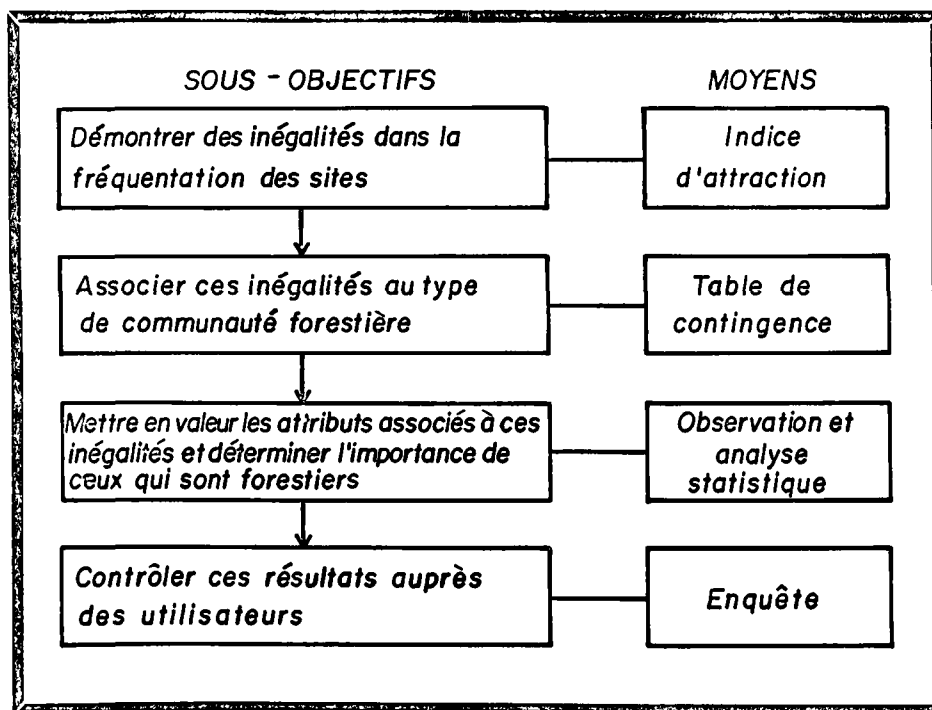 SOUS - OBJECTIFS
MOYENS
Démontrer des inégalités dans la
fréquentation des sites
Indice
d'attraction
Associer ces inégalités au type
de communauté forestière
Table de
contingence
Mettre en valeur les attributs associés à ces
inégalités et déterminer l'importance de
ceux qui sont forestiers
Observation et
analyse
statistique
Contrôler ces résultats auprès
des utilisateurs
Enquête